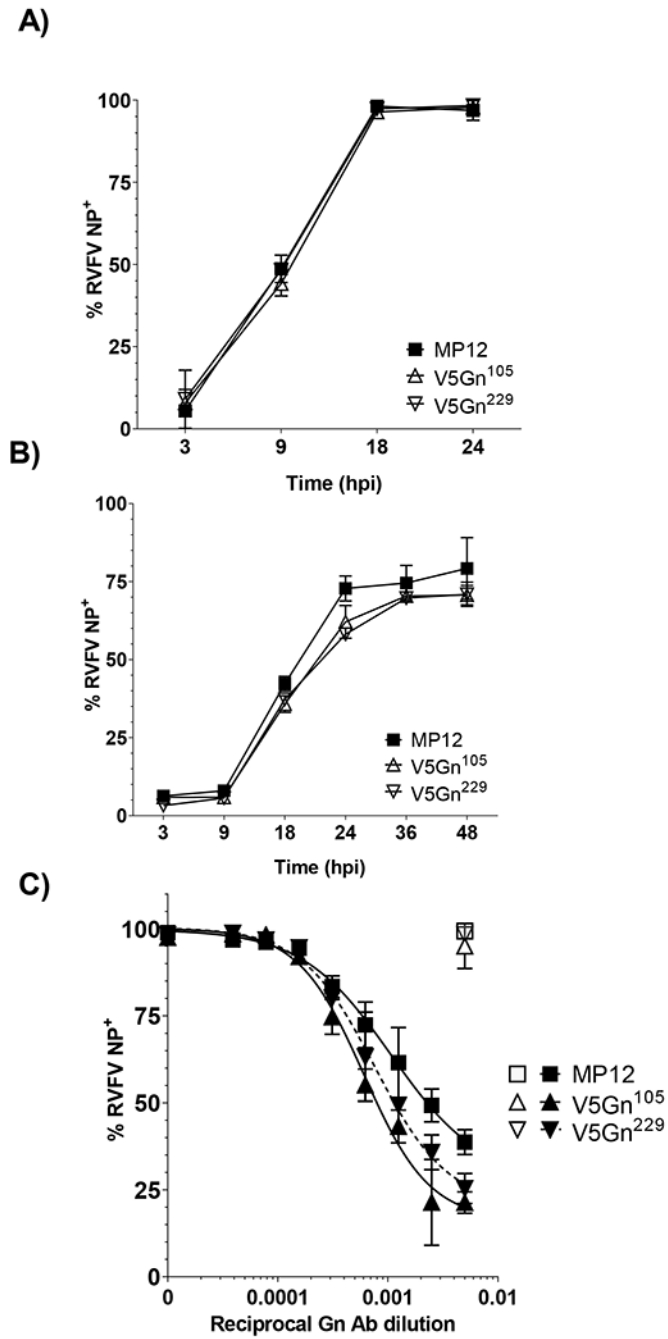 A)
100
75
50
25
0
% RVFV NP⁺
MP12
V5Gn¹⁰⁵
V5Gn²²⁹
3 9 18 24
Time (hpi)
B)
100
75
50
25
0
% RVFV NP⁺
MP12
V5Gn¹⁰⁵
V5Gn²²⁹
3 9 18 24 36 48
Time (hpi)
C)
100
75
50
25
0
% RVFV NP⁺
MP12
V5Gn¹⁰⁵
V5Gn²²⁹
0 0.0001 0.001 0.01
Reciprocal Gn Ab dilution